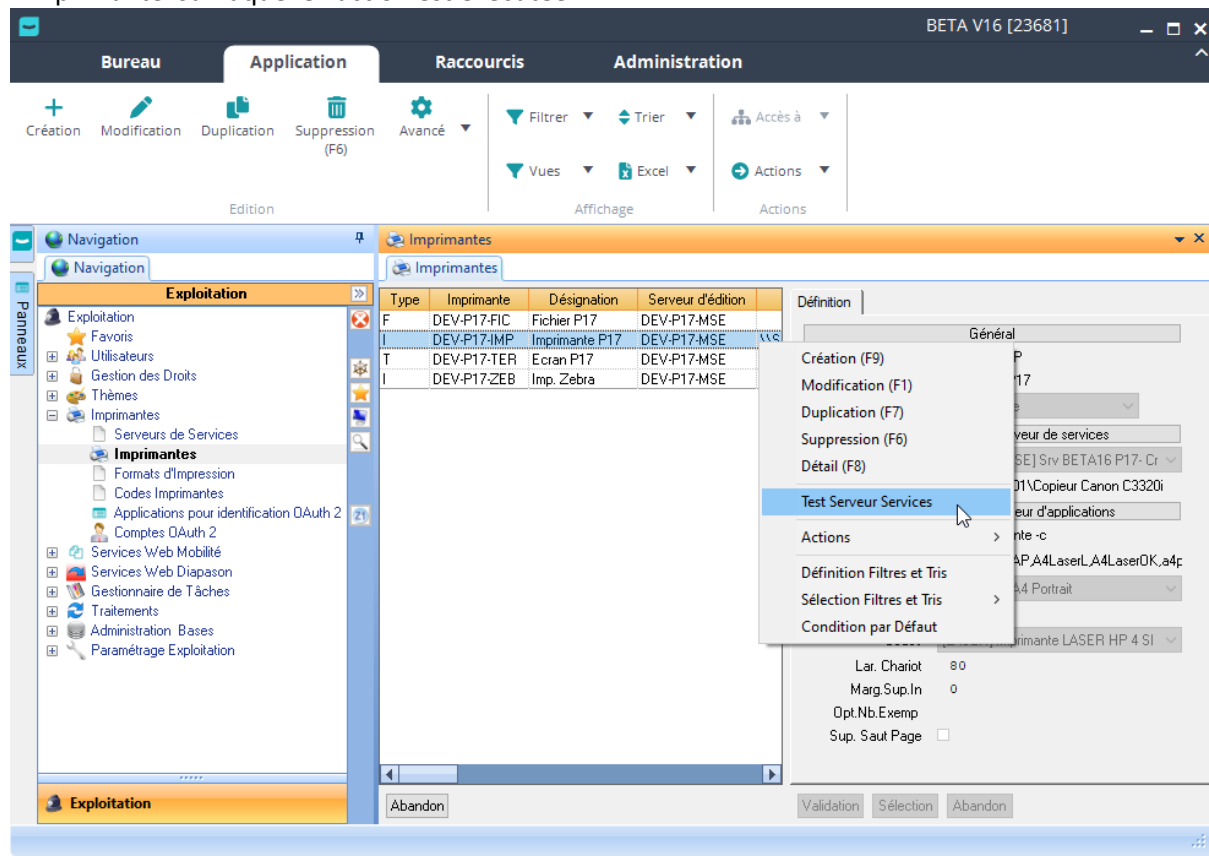 BETA V16 [23681]
Bureau Application Raccourcis Administration
Création Modification Duplication Suppression (F6) Avancé
Filtrer Trier Accès à
Vues Excel Actions
Edition Affichage Actions
Panneaux
Navigation
Navigation
Exploitation
Exploitation
Favoris
Utilisateurs
Gestion des Droits
Thèmes
Imprimantes
Serveurs de Services
Imprimantes
Formats d'Impression
Codes Imprimantes
Applications pour identification OAuth 2
Comptes OAuth 2
Services Web Mobilité
Services Web Diapason
Gestionnaire de Tâches
Traitements
Administration Bases
Paramétrage Exploitation
Exploitation
Imprimantes
Imprimantes
Type Imprimante Désignation Serveur d'édition
F DEV-P17-FIC Fichier P17 DEV-P17-MSE
I DEV-P17-IMP Imprimante P17 DEV-P17-MSE \\S
T DEV-P17-TER Ecran P17 DEV-P17-MSE
I DEV-P17-ZEB Imp. Zebra DEV-P17-MSE
Abandon
Création (F9)
Modification (F1)
Duplication (F7)
Suppression (F6)
Détail (F8)
Test Serveur Services
Actions
Définition Filtres et Tris
Sélection Filtres et Tris
Condition par Défaut
Définition
Général
P
17
veur de services
SE] Srv BETA16 P17- Cr
01\Copieur Canon C3320i
eur d'applications
nte -c
AP,A4LaserL,A4LaserOK,a4p
A4 Portrait
primante LASER HP 4 SI
Lar. Chariot 80
Marg.Sup.In 0
Opt.Nb.Exemp
Sup. Saut Page
Validation Sélection Abandon